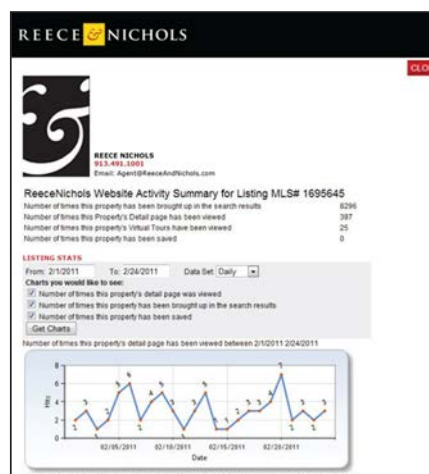 REECE & NICHOLS
CLO
&
REECE NICHOLS
913.491.1001
Email: Agent@ReeceAndNichols.com
ReeceNichols Website Activity Summary for Listing MLS# 1695645
Number of times this property has been brought up in the search results 6296
Number of times this Property's Detail page has been viewed 387
Number of times this property's Virtual Tours have been viewed 25
Number of times this property has been saved 0
LISTING STATS
From: 2/1/2011 To: 2/24/2011 Data Set: Daily
Charts you would like to see:
Number of times this property's detail page was viewed
Number of times this property has been brought up in the search results
Number of times this property has been saved
Get Charts
Number of times this property's detail page has been viewed between 2/1/2011 2/24/2011
8
6
4
2
0
Hits
02/05/2011 02/10/2011 02/15/2011 02/20/2011
Date